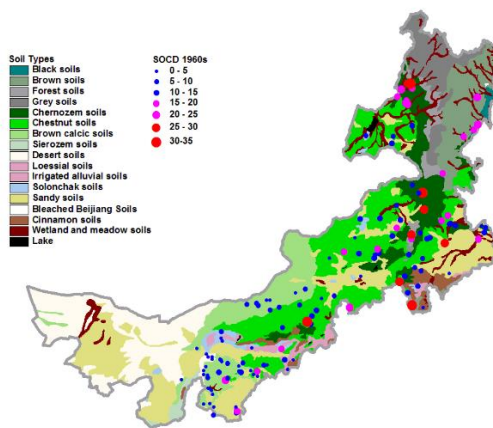 Soil Types
Black soils
Brown soils
Forest soils
Grey soils
Chernozem soils
Chestnut soils
Brown calcic soils
Sierozem soils
Desert soils
Loessial soils
Irrigated alluvial soils
Solonchak soils
Sandy soils
Bleached Beijiang Soils
Cinnamon soils
Wetland and meadow soils
Lake
SOCD 1960s
0 - 5
5 - 10
10 - 15
15 - 20
20 - 25
25 - 30
30-35